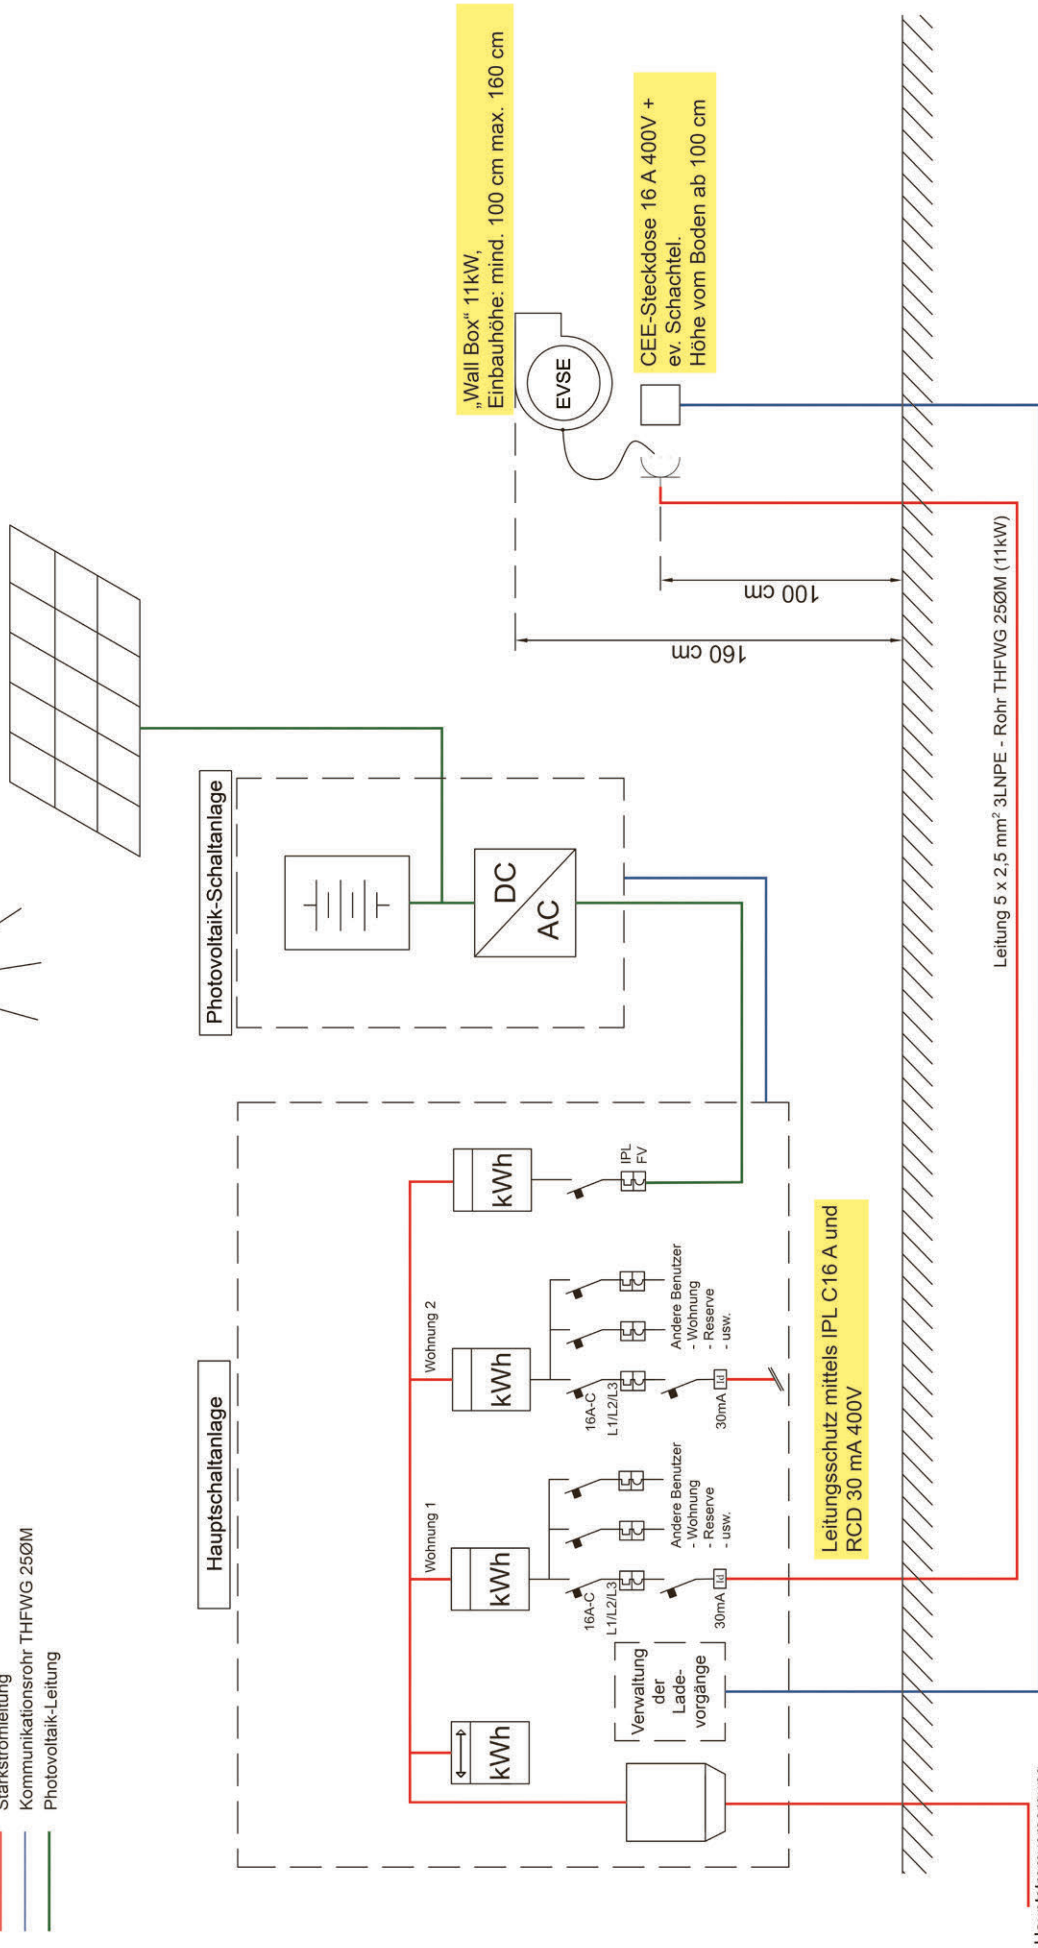 Starkstromleitung
Kommunikationsrohr THFWG 25ØM
Photovoltaik-Leitung
Hauptschaltanlage
Photovoltaik-Schaltanlage
„Wall Box“ 11kW,
Einbauhöhe: mind. 100 cm max. 160 cm
EVSE
CEE-Steckdose 16 A 400V +
ev. Schachtel.
Höhe vom Boden ab 100 cm
160 cm
100 cm
DC
AC
kWh
Wohnung 1
kWh
Wohnung 2
kWh
kWh
IPL
FV
16A-C
L1/L2/L3
30mA
Id
Andere Benutzer
- Wohnung
- Reserve
- usw.
16A-C
L1/L2/L3
30mA
Id
Andere Benutzer
- Wohnung
- Reserve
- usw.
Verwaltung
der
Lade-
vorgänge
Leitungsschutz mittels IPL C16 A und
RCD 30 mA 400V
Leitung 5 x 2,5 mm² 3LNPE - Rohr THFWG 25ØM (11kW)